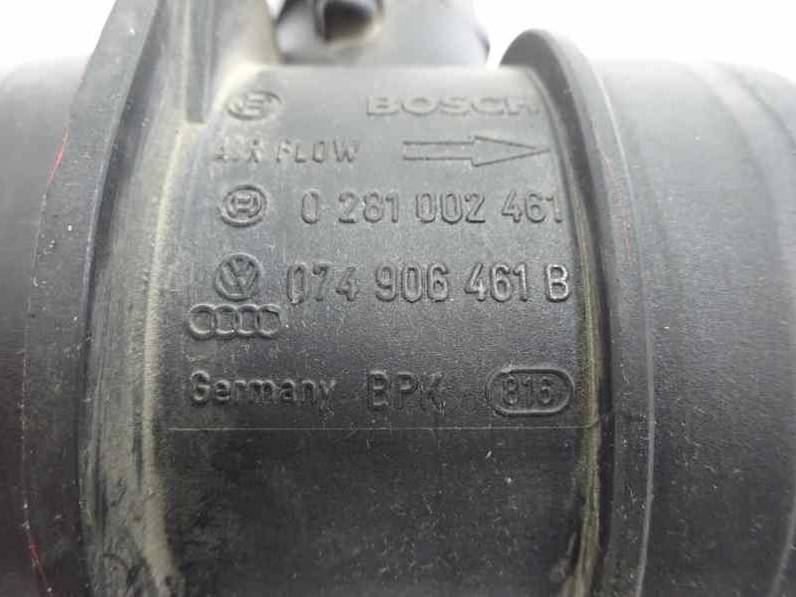 BOSCH
AIR FLOW
0 281 002 461
074 906 461 B
Germany BPK 816